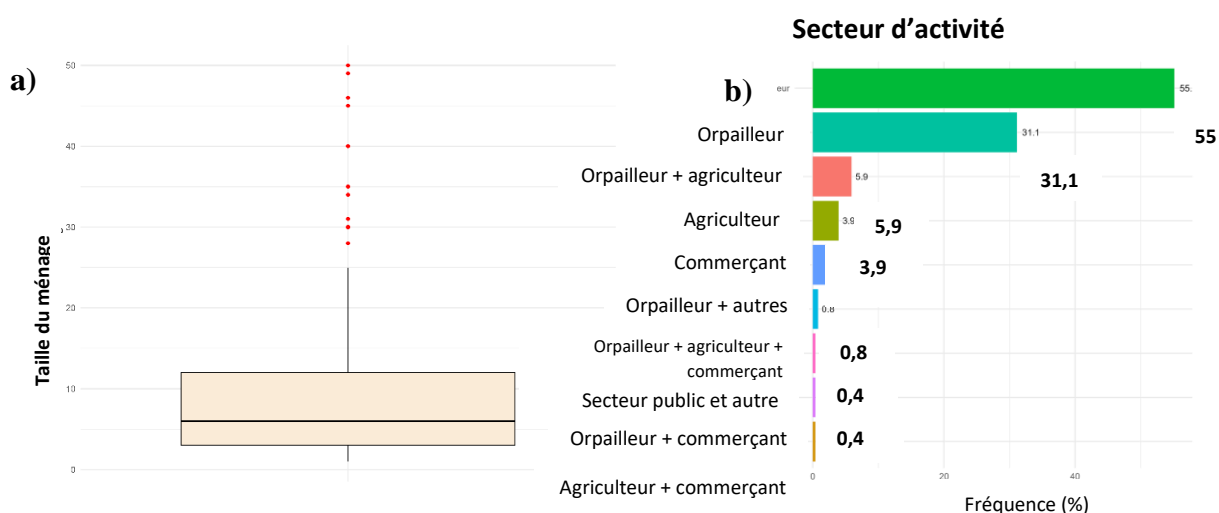 Secteur d’activité
a)
Taille du ménage
50
40
30
20
10
0
b)
eur
55.
Orpailleur
31.1
55
Orpailleur + agriculteur
5.9
31,1
Agriculteur
3.9
5,9
Commerçant
3,9
Orpailleur + autres
0.8
Orpailleur + agriculteur +
commerçant
0,8
Secteur public et autre
0,4
Orpailleur + commerçant
0,4
Agriculteur + commerçant
0
20
40
Fréquence (%)